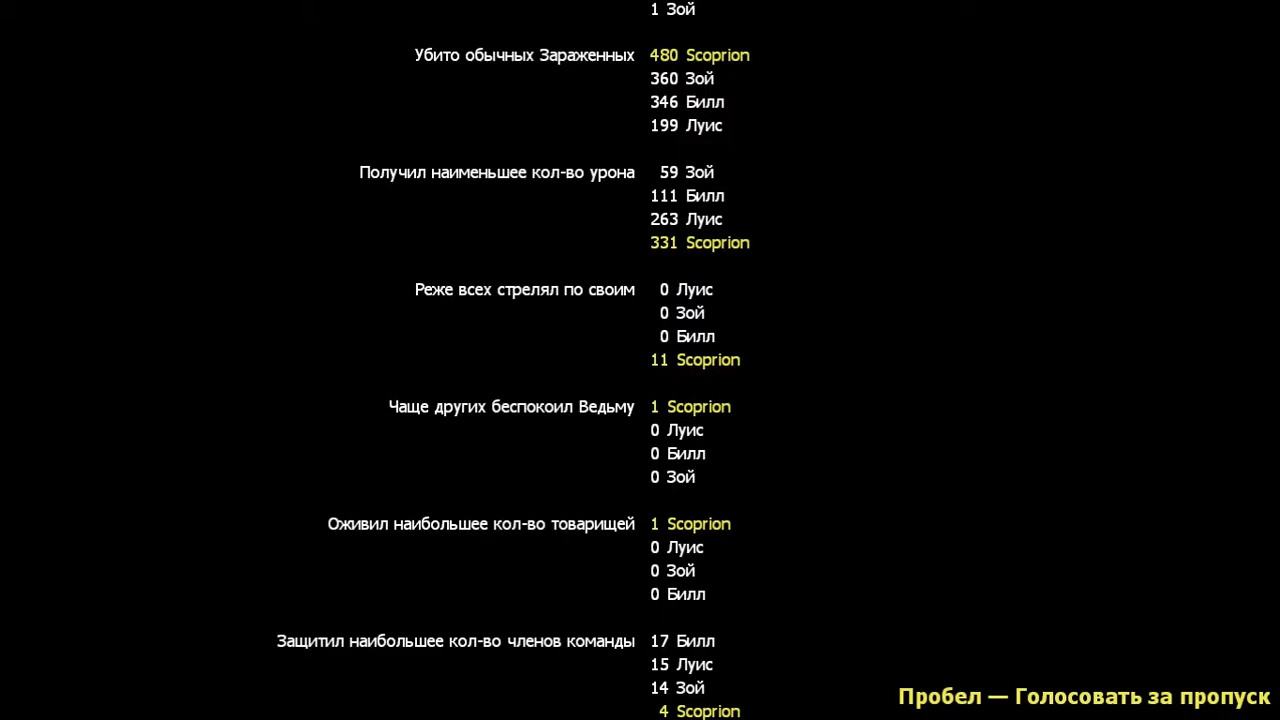 1 Зой
Убито обычных Зараженных 480 Scoprion
360 Зой
346 Билл
199 Луис
Получил наименьшее кол-во урона 59 Зой
111 Билл
263 Луис
331 Scoprion
Реже всех стрелял по своим 0 Луис
0 Зой
0 Билл
11 Scoprion
Чаще других беспокоил Ведьму 1 Scoprion
0 Луис
0 Билл
0 Зой
Оживил наибольшее кол-во товарищей 1 Scoprion
0 Луис
0 Зой
0 Билл
Защитил наибольшее кол-во членов команды 17 Билл
15 Луис
14 Зой
4 Scoprion
Пробел — Голосовать за пропуск